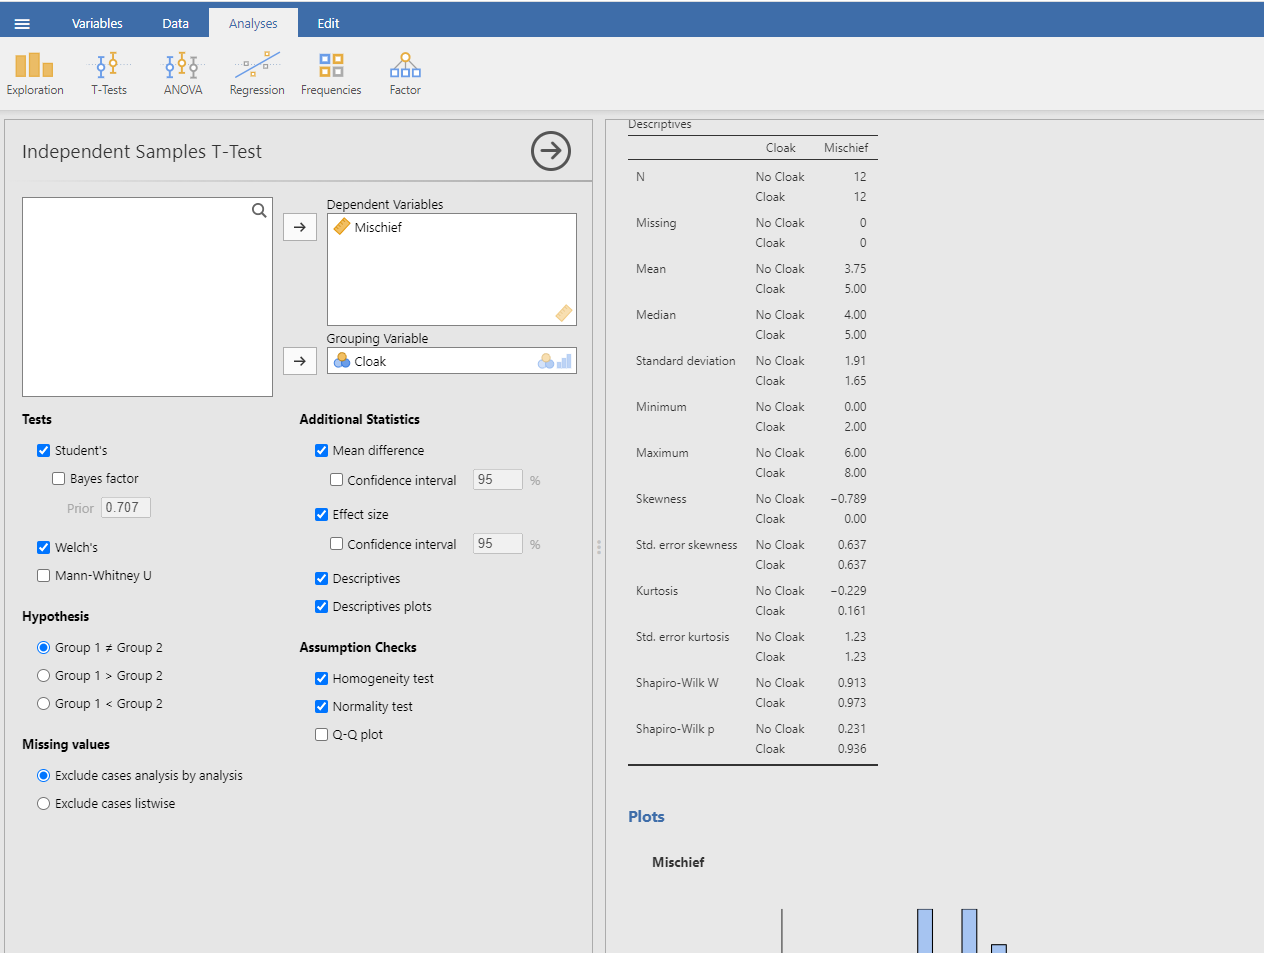 Variables Data Analyses Edit
Exploration T-Tests ANOVA Regression Frequencies Factor
Independent Samples T-Test
Dependent Variables
Mischief
Grouping Variable
Cloak
Tests
Student's
Bayes factor
Prior 0.707
Welch's
Mann-Whitney U
Hypothesis
Group 1 ≠ Group 2
Group 1 > Group 2
Group 1 < Group 2
Missing values
Exclude cases analysis by analysis
Exclude cases listwise
Additional Statistics
Mean difference
Confidence interval 95 %
Effect size
Confidence interval 95 %
Descriptives
Descriptives plots
Assumption Checks
Homogeneity test
Normality test
Q-Q plot
Descriptives
Cloak Mischief
N No Cloak 12
Cloak 12
Missing No Cloak 0
Cloak 0
Mean No Cloak 3.75
Cloak 5.00
Median No Cloak 4.00
Cloak 5.00
Standard deviation No Cloak 1.91
Cloak 1.65
Minimum No Cloak 0.00
Cloak 2.00
Maximum No Cloak 6.00
Cloak 8.00
Skewness No Cloak −0.789
Cloak 0.00
Std. error skewness No Cloak 0.637
Cloak 0.637
Kurtosis No Cloak −0.229
Cloak 0.161
Std. error kurtosis No Cloak 1.23
Cloak 1.23
Shapiro-Wilk W No Cloak 0.913
Cloak 0.973
Shapiro-Wilk p No Cloak 0.231
Cloak 0.936
Plots
Mischief